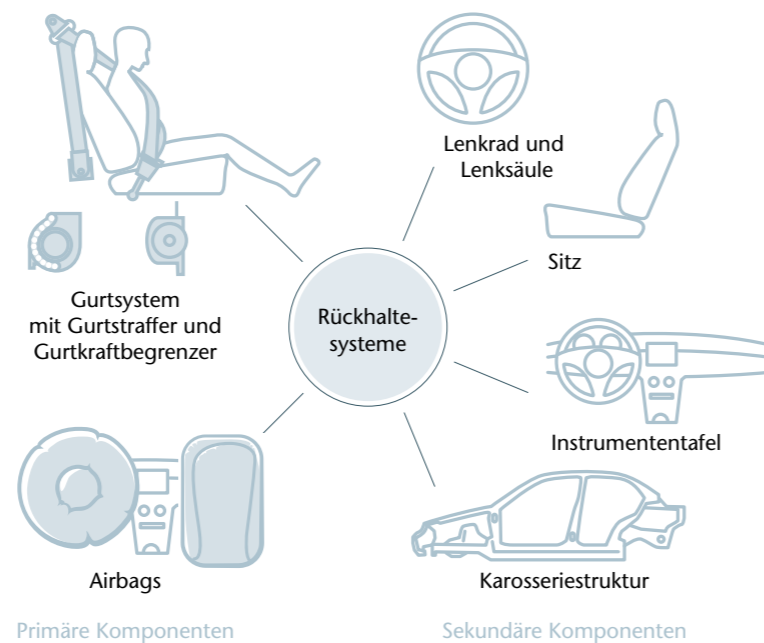 Lenkrad und
Lenksäule
Sitz
Gurtsystem
mit Gurtstraffer und
Gurtkraftbegrenzer
Rückhalte-
systeme
Instrumententafel
Airbags
Karosseriestruktur
Primäre Komponenten
Sekundäre Komponenten